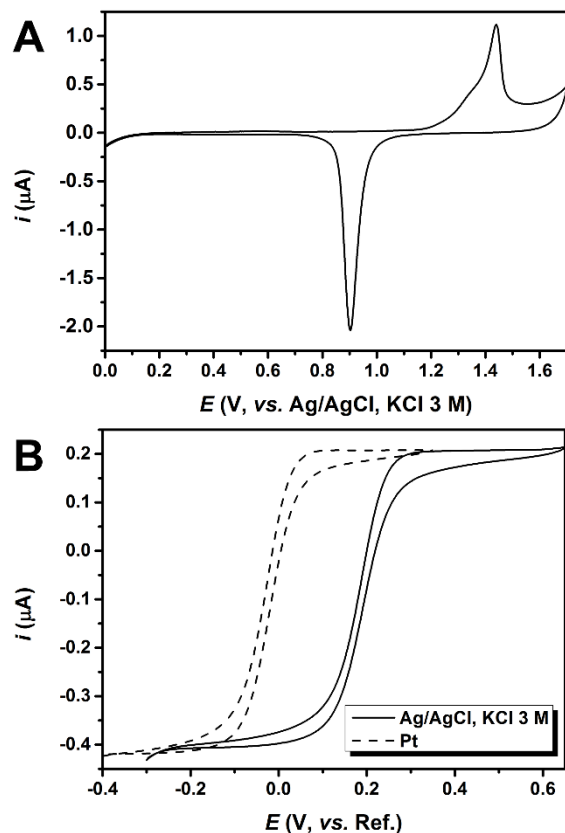 A
1.0
0.5
0.0
-0.5
-1.0
-1.5
-2.0
i (μA)
0.0 0.2 0.4 0.6 0.8 1.0 1.2 1.4 1.6
E (V, vs. Ag/AgCl, KCl 3 M)
B
0.2
0.1
0.0
-0.1
-0.2
-0.3
-0.4
i (μA)
Ag/AgCl, KCl 3 M
Pt
-0.4 -0.2 0.0 0.2 0.4 0.6
E (V, vs. Ref.)